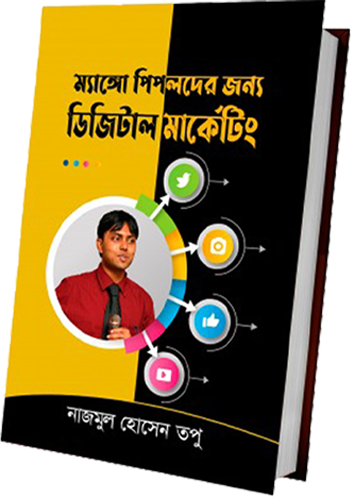 ম্যাঙ্গো পিপলদের জন্য
ডিজিটাল মার্কেটিং
নাজমুল হোসেন তপু